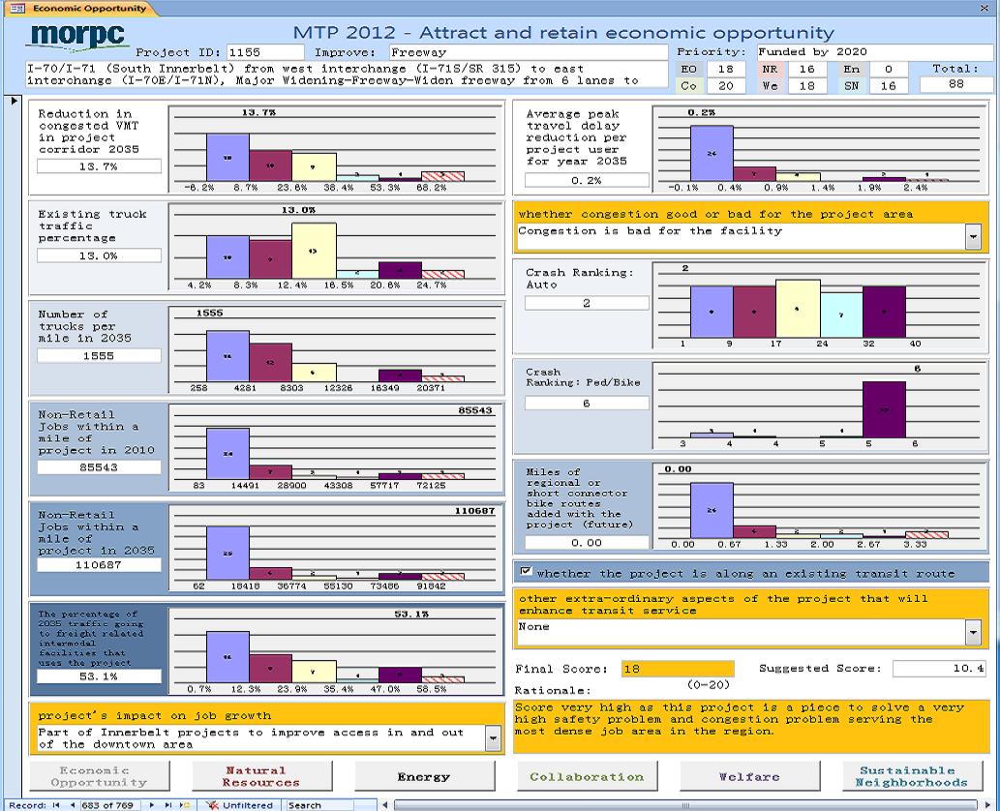 Economic Opportunity
morpc
MTP 2012 - Attract and retain economic opportunity
Project ID: 1155 Improve: Freeway Priority: Funded by 2020
I-70/I-71 (South Innerbelt) from west interchange (I-71S/SR 315) to east
interchange (I-70E/I-71N), Major Widening-Freeway-Widen freeway from 6 lanes to
EO 18 NR 16 En 0 Total:
Co 20 We 18 SN 16 88
Reduction in
congested VMT
in project
corridor 2035
13.7%
13.7%
-6.2% 8.7% 23.6% 38.4% 53.3% 68.2%
Existing truck
traffic
percentage
13.0%
13.0%
4.2% 8.3% 12.4% 16.5% 20.6% 24.7%
Number of
trucks per
mile in 2035
1555
1555
258 4281 8303 12326 16349 20371
Non-Retail
Jobs within a
mile of
project in 2010
85543
85543
83 14491 28900 43308 57717 72125
Non-Retail
Jobs within a
mile of
project in 2035
110687
110687
62 18418 36774 55130 73486 91842
The percentage of
2035 traffic going
to freight related
intermodal
facilities that
uses the project
53.1%
53.1%
0.7% 12.3% 23.9% 35.4% 47.0% 58.5%
project's impact on job growth
Part of Innerbelt projects to improve access in and out
of the downtown area
Average peak
travel delay
reduction per
project user
for year 2035
0.2%
0.2%
-0.1% 0.4% 0.9% 1.4% 1.9% 2.4%
whether congestion good or bad for the project area
Congestion is bad for the facility
Crash Ranking:
Auto
2
2
1 9 17 24 32 40
Crash
Ranking: Ped/Bike
6
6
3 4 4 5 5 6
Miles of
regional or
short connector
bike routes
added with the
project (future)
0.00
0.00
0.00 0.67 1.33 2.00 2.67 3.33
whether the project is along an existing transit route
other extra-ordinary aspects of the project that will
enhance transit service
None
Final Score: 18 Suggested Score: 10.4
(0-20)
Rationale:
Score very high as this project is a piece to solve a very
high safety problem and congestion problem serving the
most dense job area in the region.
Economic
Opportunity
Natural
Resources
Energy
Collaboration
Welfare
Sustainable
Neighborhoods
Record: 683 of 769 Unfiltered Search